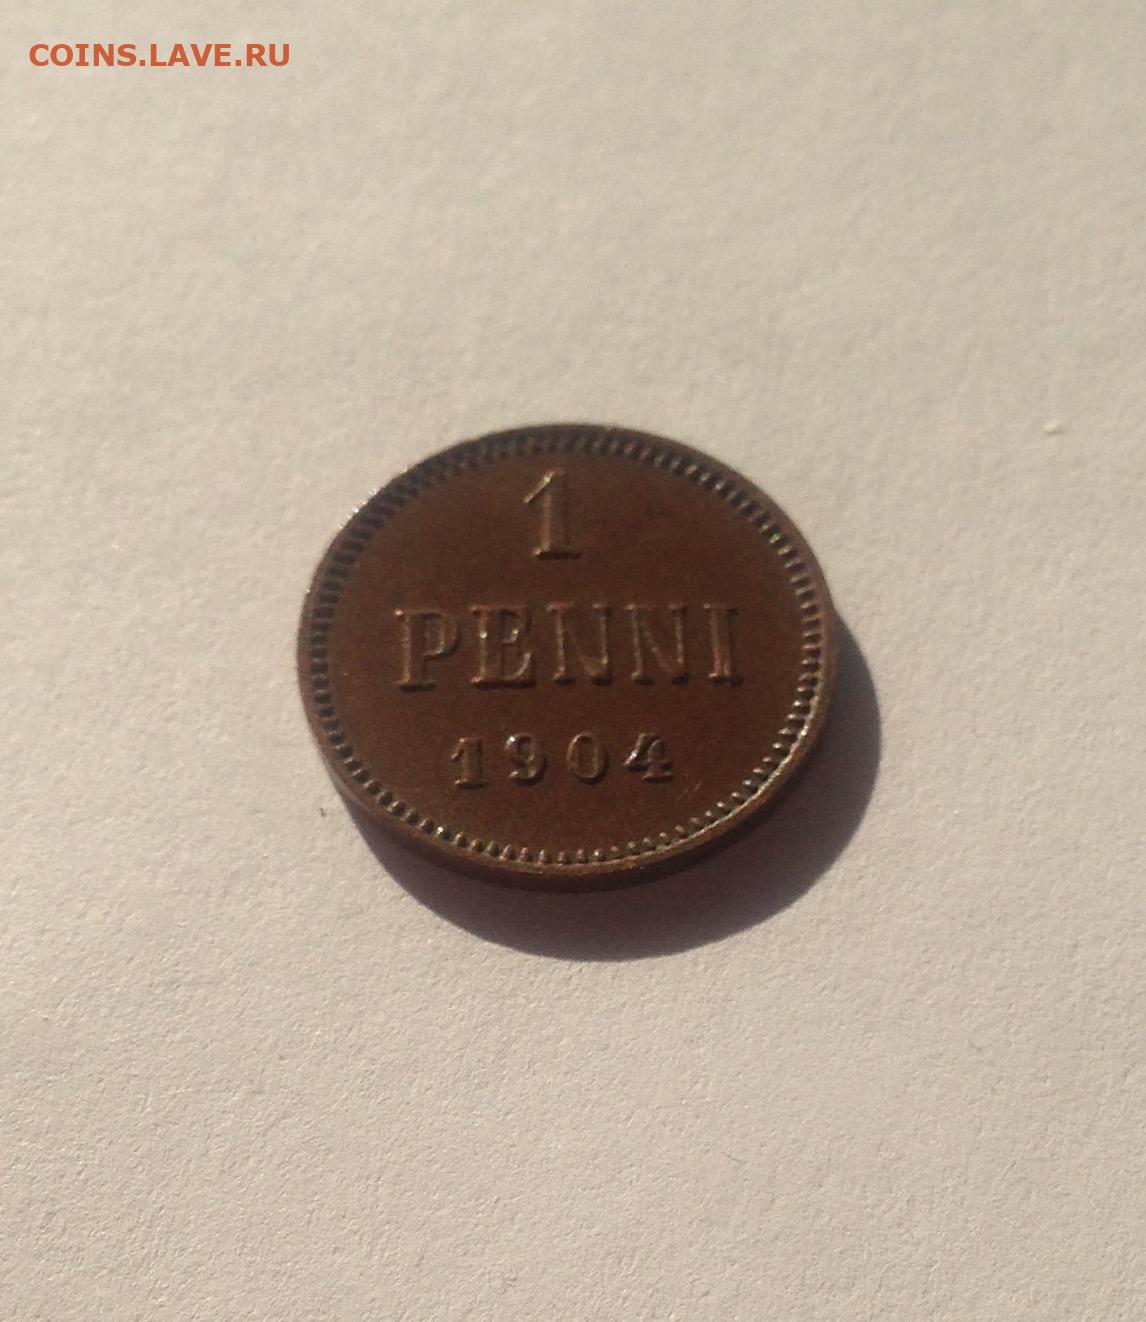 COINS.LAVE.RU
1
PENNI
1904